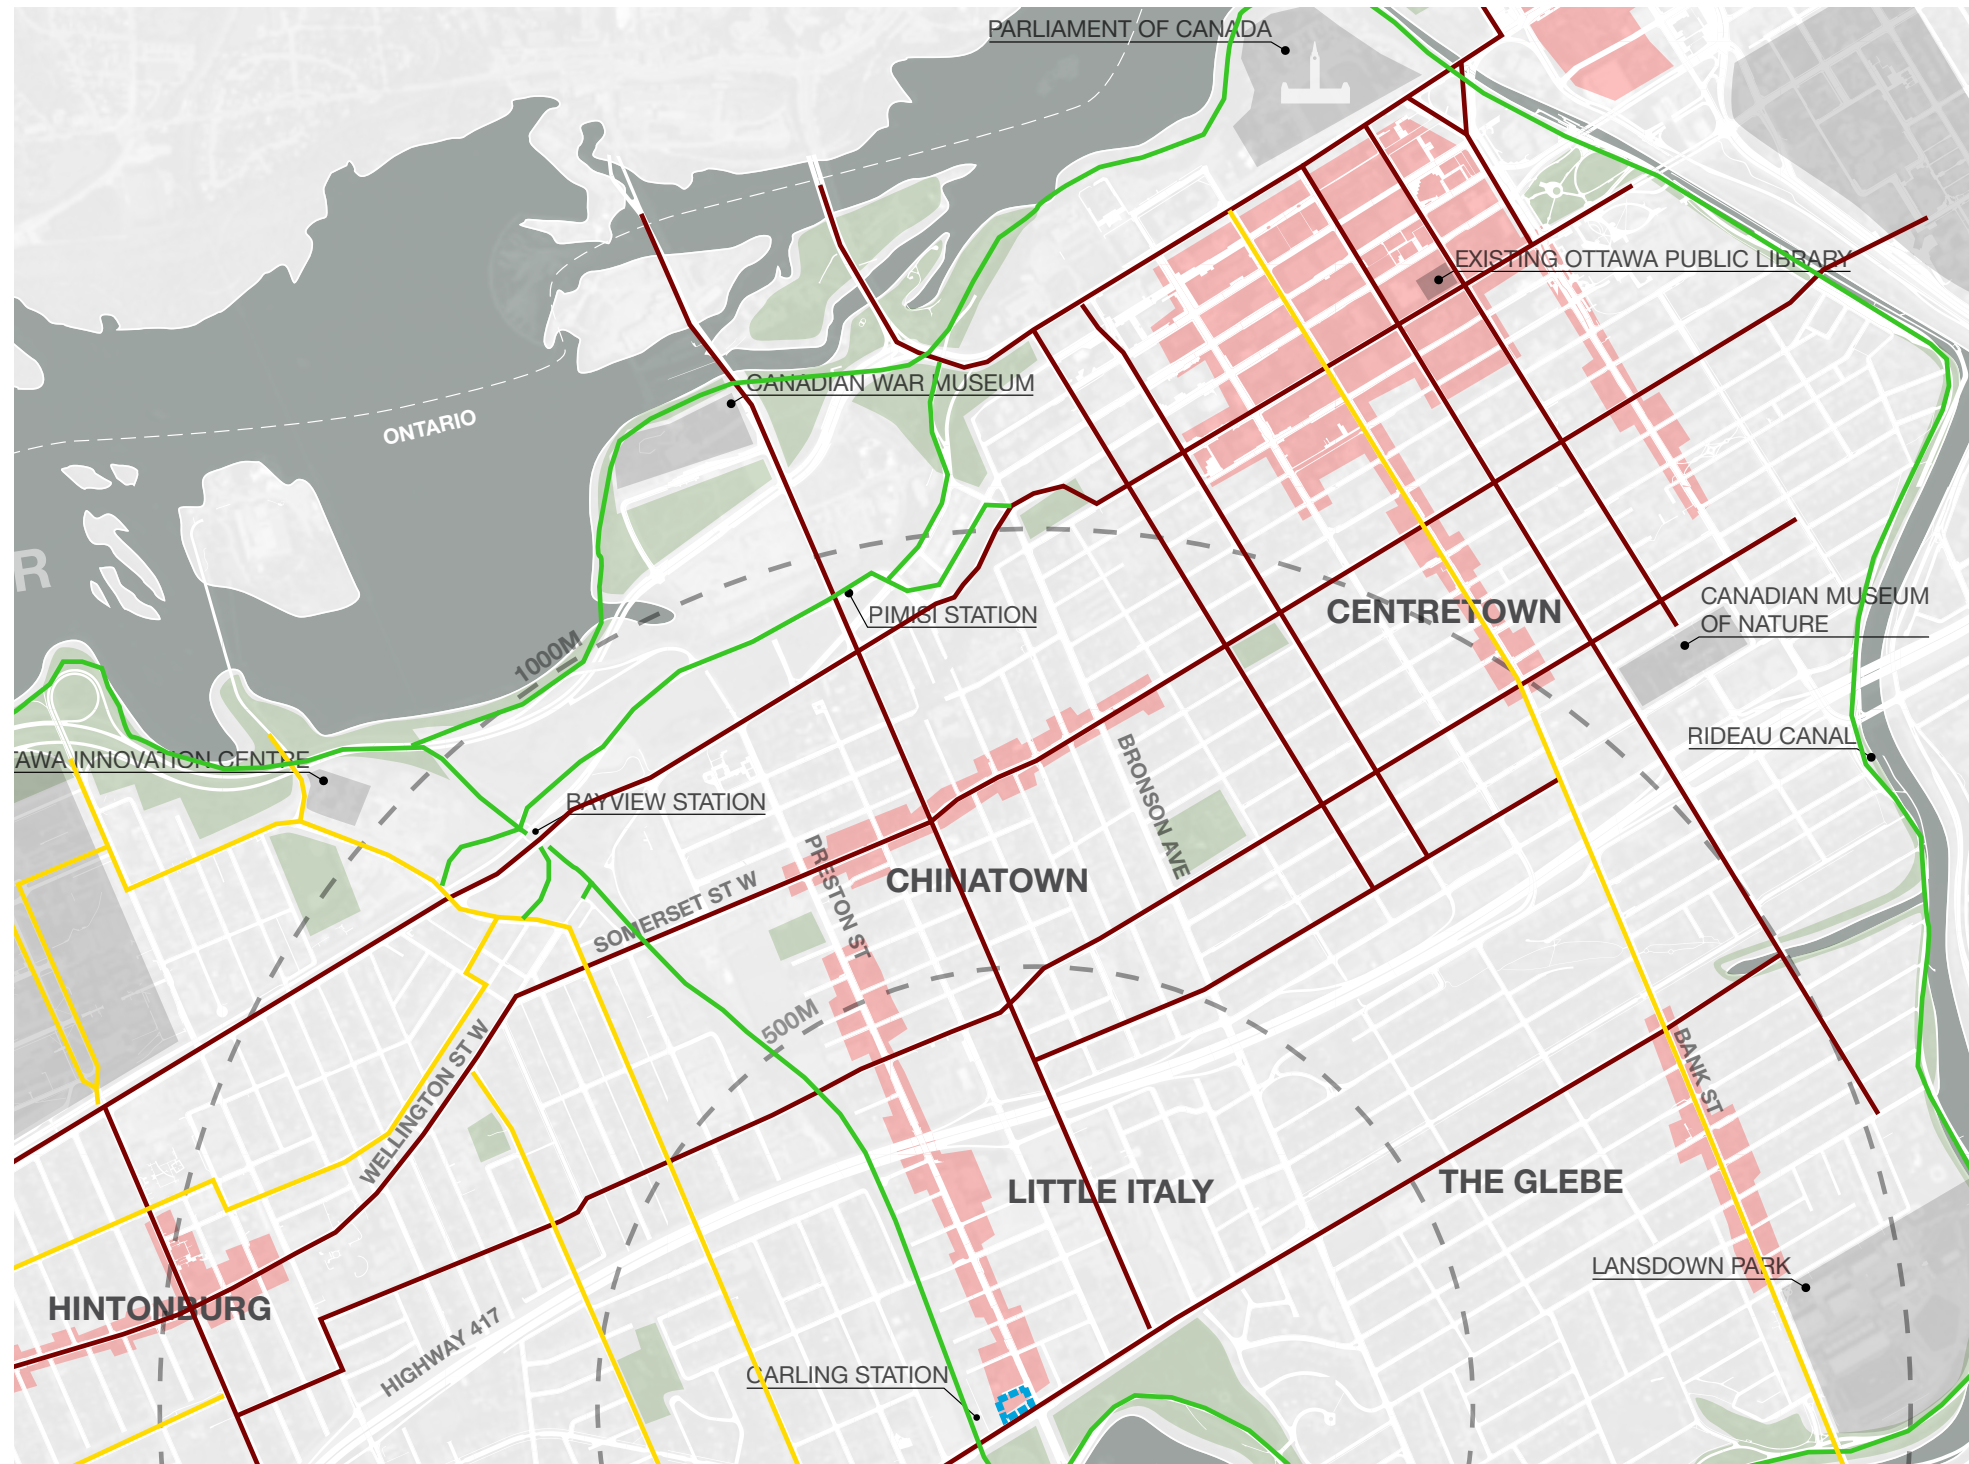 PARLIAMENT OF CANADA
EXISTING OTTAWA PUBLIC LIBRARY
CANADIAN WAR MUSEUM
ONTARIO
R
PIMISI STATION
CENTRETOWN
CANADIAN MUSEUM
OF NATURE
1000M
RIDEAU CANAL
AWA INNOVATION CENTRE
BAYVIEW STATION
BRONSON AVE
PRESTON ST
CHINATOWN
SOMERSET ST W
500M
WELLINGTON ST W
BANK ST
LITTLE ITALY
THE GLEBE
LANSDOWN PARK
HINTONBURG
HIGHWAY 417
CARLING STATION